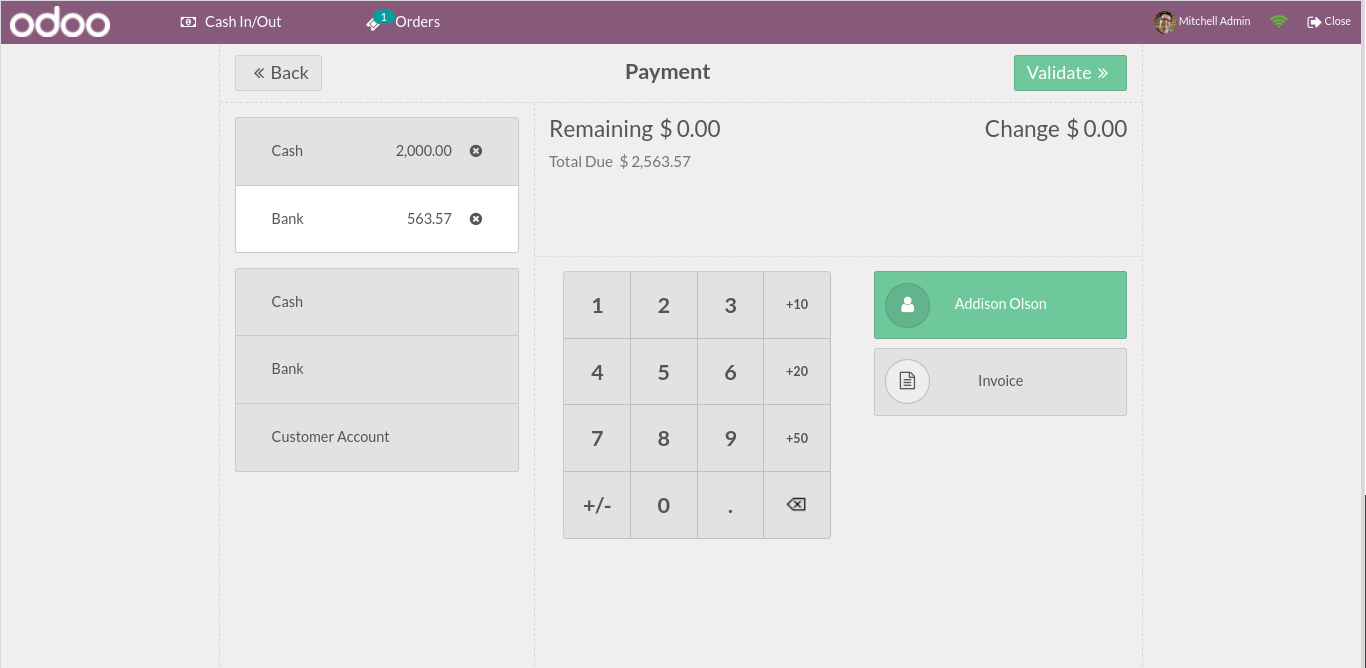 odoo Cash In/Out 1 Orders Mitchell Admin Close
Back Payment Validate
Cash 2,000.00
Bank 563.57
Cash
Bank
Customer Account
Remaining $ 0.00 Change $ 0.00
Total Due $ 2,563.57
1 2 3 +10
4 5 6 +20
7 8 9 +50
+/- 0 .
Addison Olson
Invoice